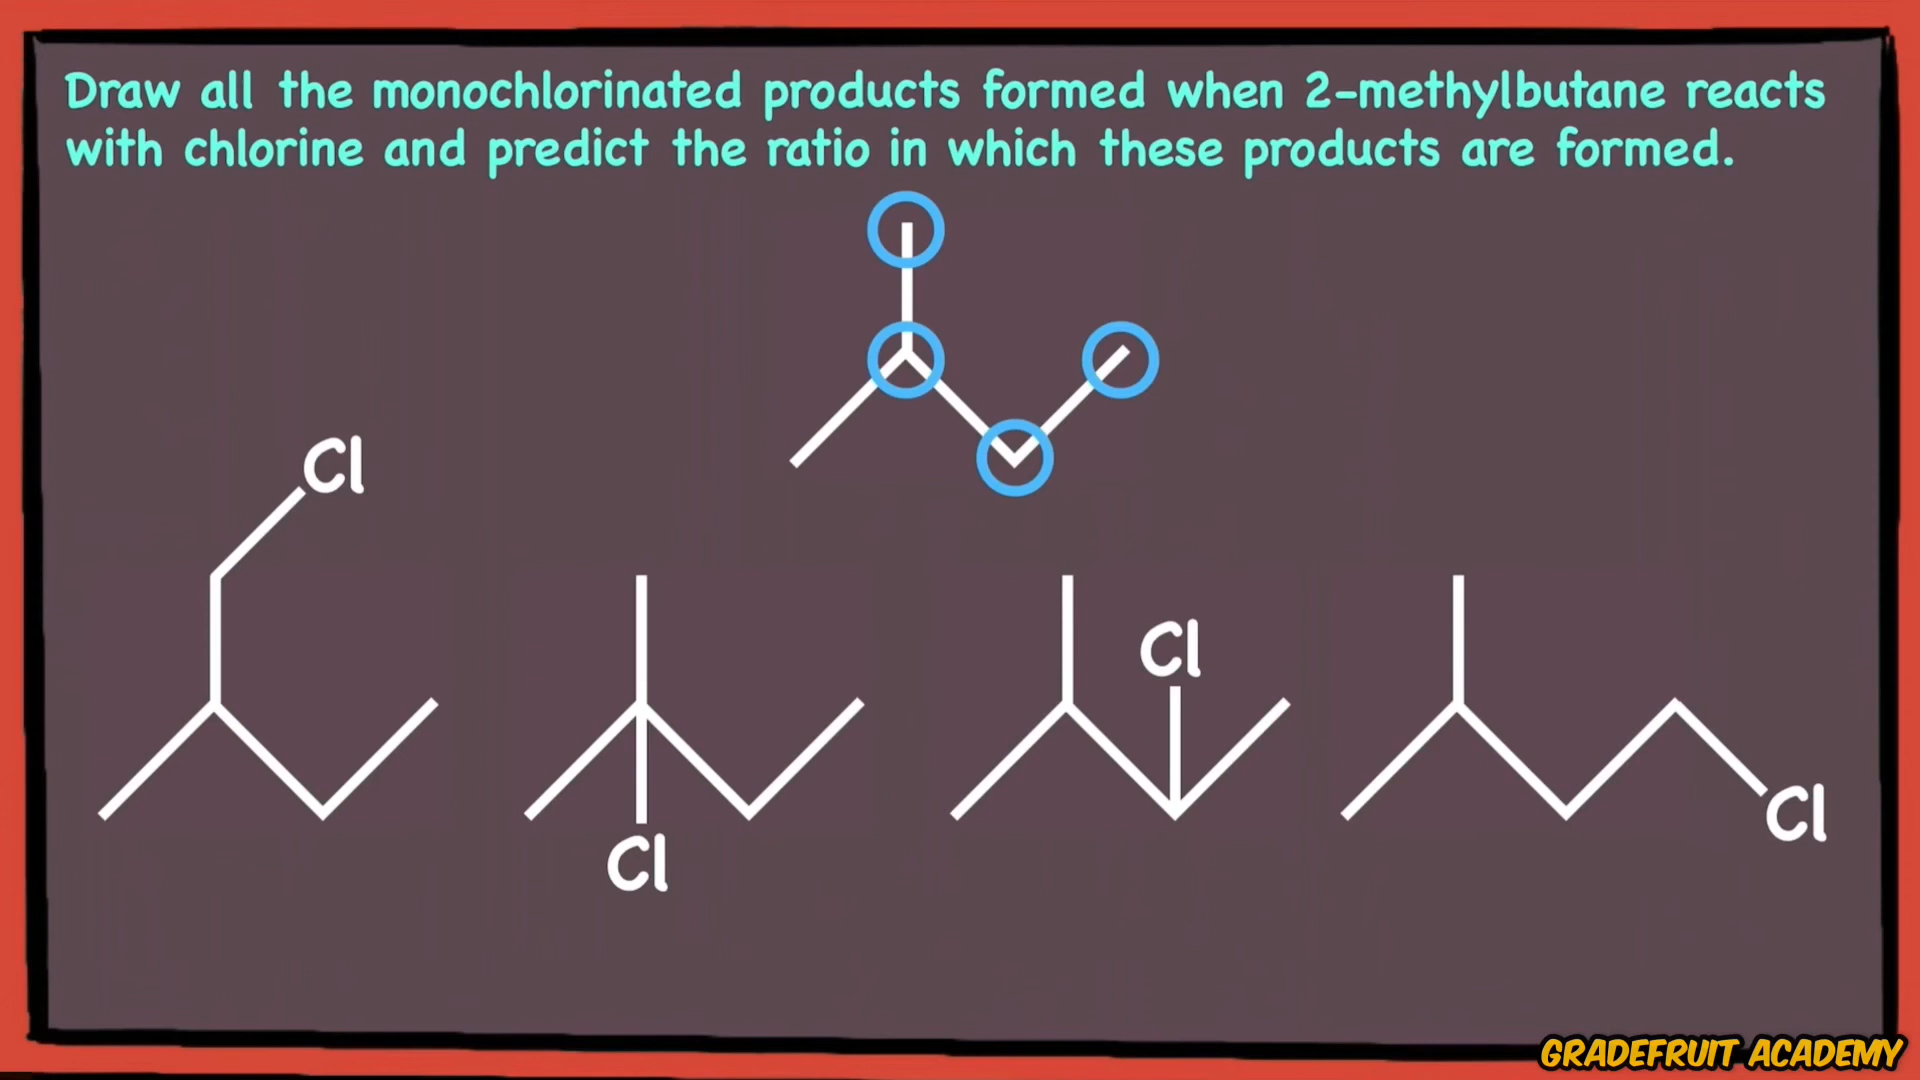 Draw all the monochlorinated products formed when 2-methylbutane reacts
with chlorine and predict the ratio in which these products are formed.
Cl
Cl
Cl
Cl
GRADEFRUIT ACADEMY